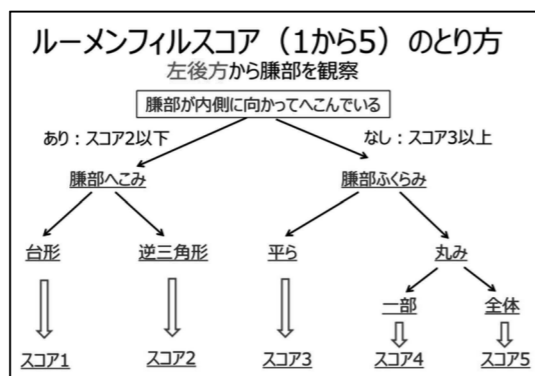 ルーメンフィルスコア（1から5）のとり方
左後方から膁部を観察
膁部が内側に向かってへこんでいる
あり：スコア2以下
なし：スコア3以上
膁部へこみ
膁部ふくらみ
台形
逆三角形
平ら
丸み
一部
全体
スコア1
スコア2
スコア3
スコア4
スコア5